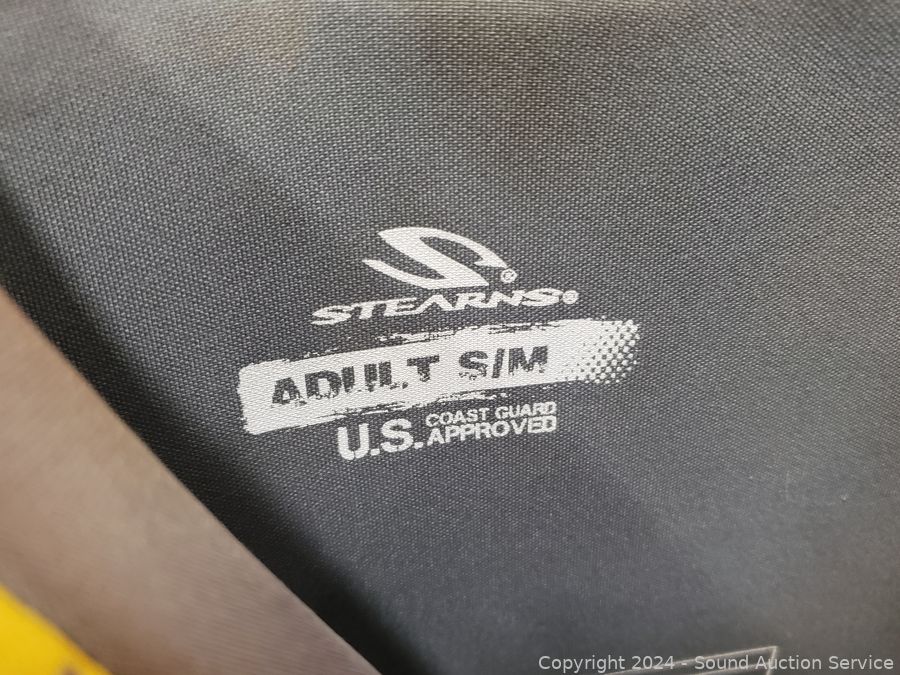 STEARNS®
ADULT S/M
U.S. COAST GUARD
APPROVED
Copyright 2024 - Sound Auction Service